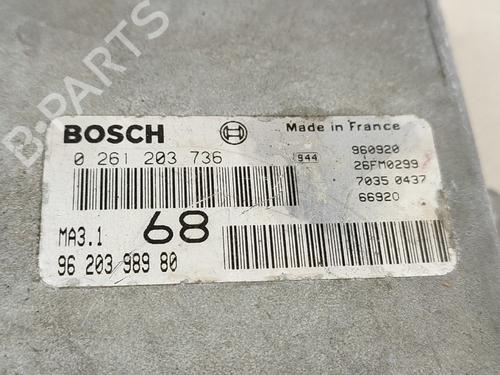 B-PARTS
BOSCH
Made in France
0 261 203 736
944
960920
26FM0299
7035 0437
66920
MA3.1
68
96 203 989 80